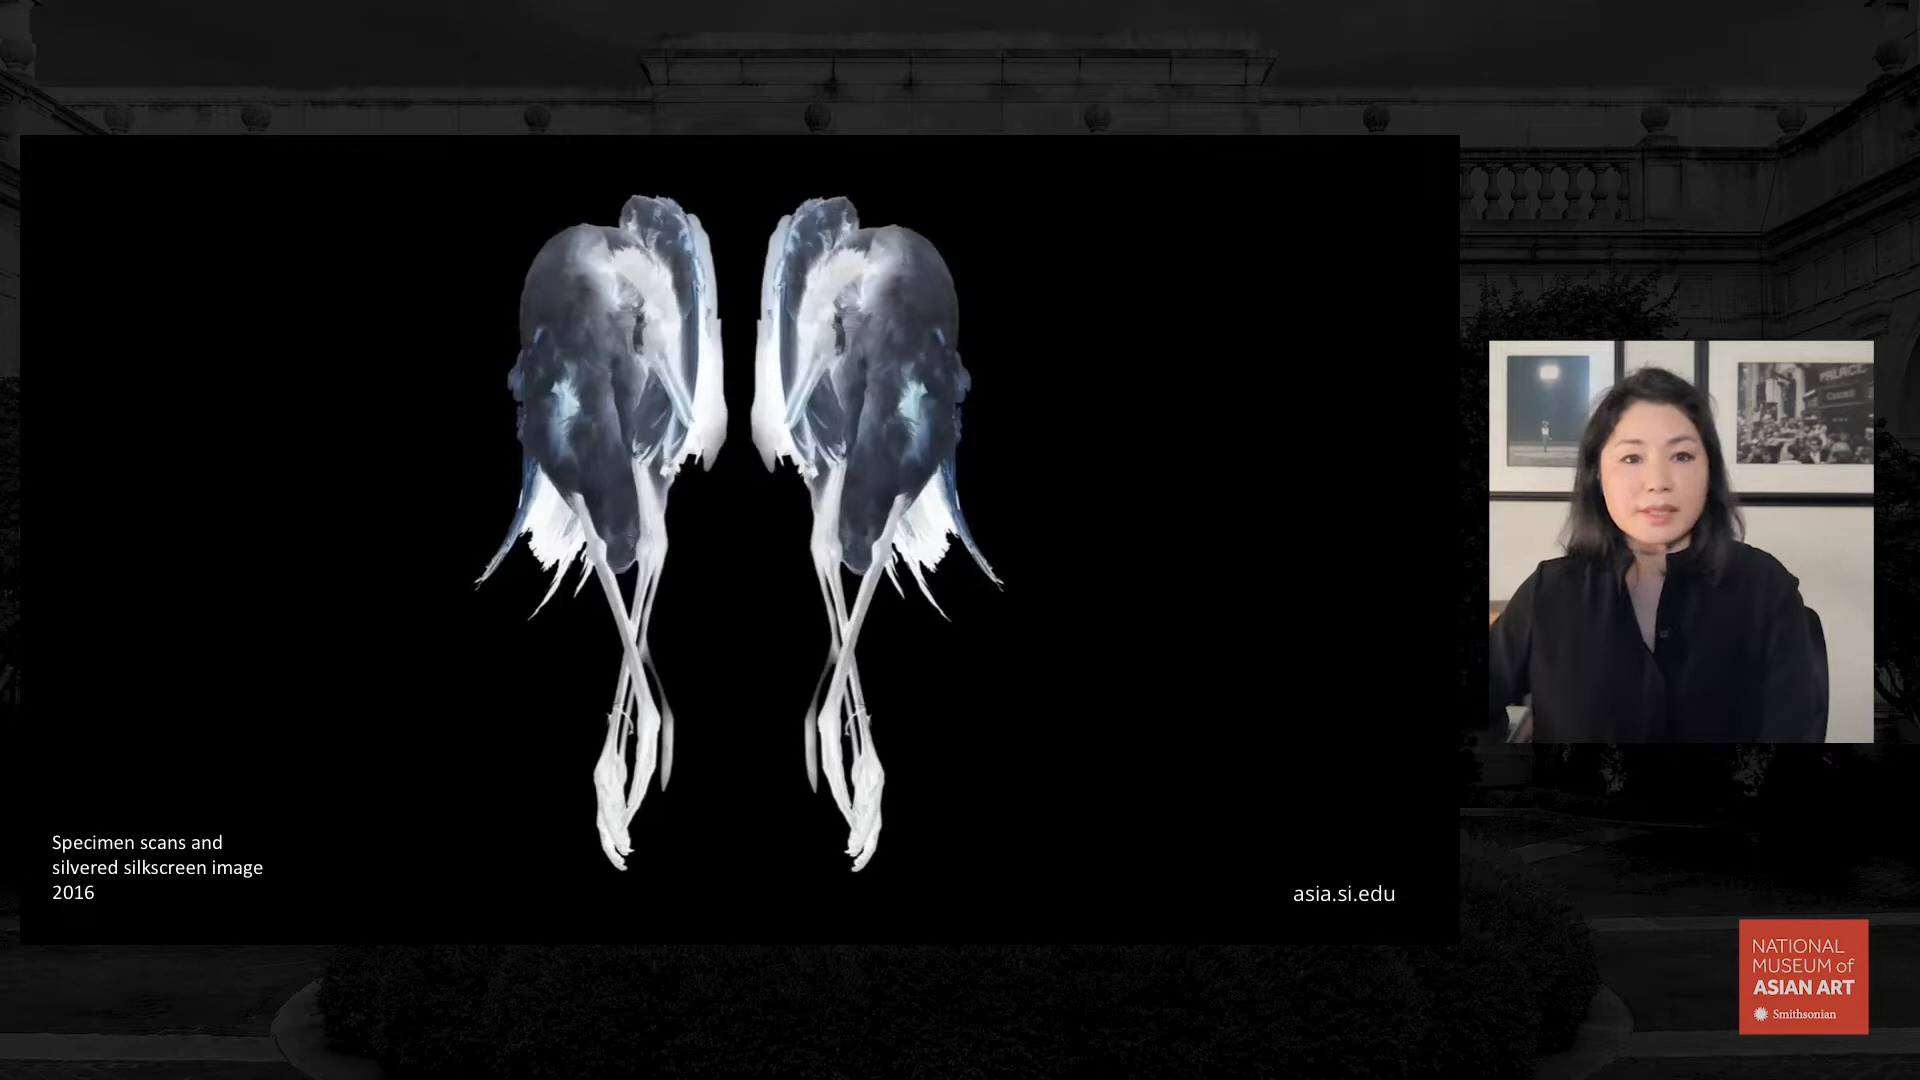 PALACE
Specimen scans and
silvered silkscreen image
2016
asia.si.edu
NATIONAL
MUSEUM of
ASIAN ART
Smithsonian